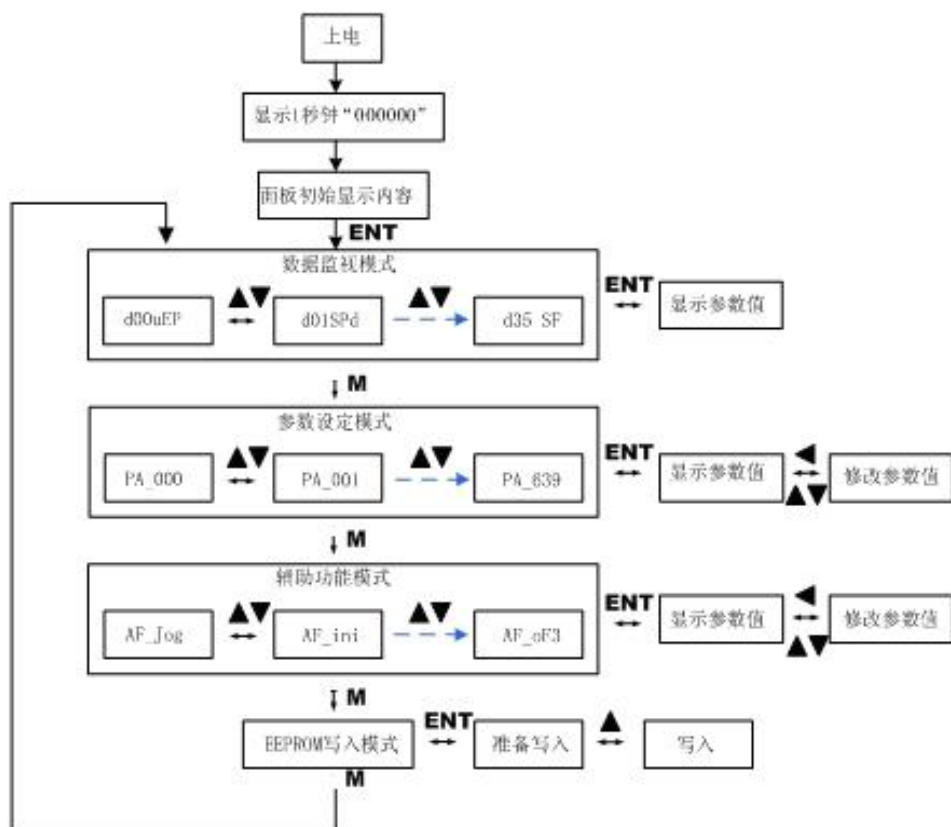 上电
显示1秒钟“000000”
面板初始显示内容
ENT
数据监视模式
d00uEP
d01SPd
d35 SF
ENT
显示参数值
M
参数设定模式
PA_000
PA_001
PA_639
ENT
显示参数值
修改参数值
M
辅助功能模式
AF_Jog
AF_ini
AF_oF3
ENT
显示参数值
修改参数值
M
EEPROM写入模式
ENT
准备写入
写入
M